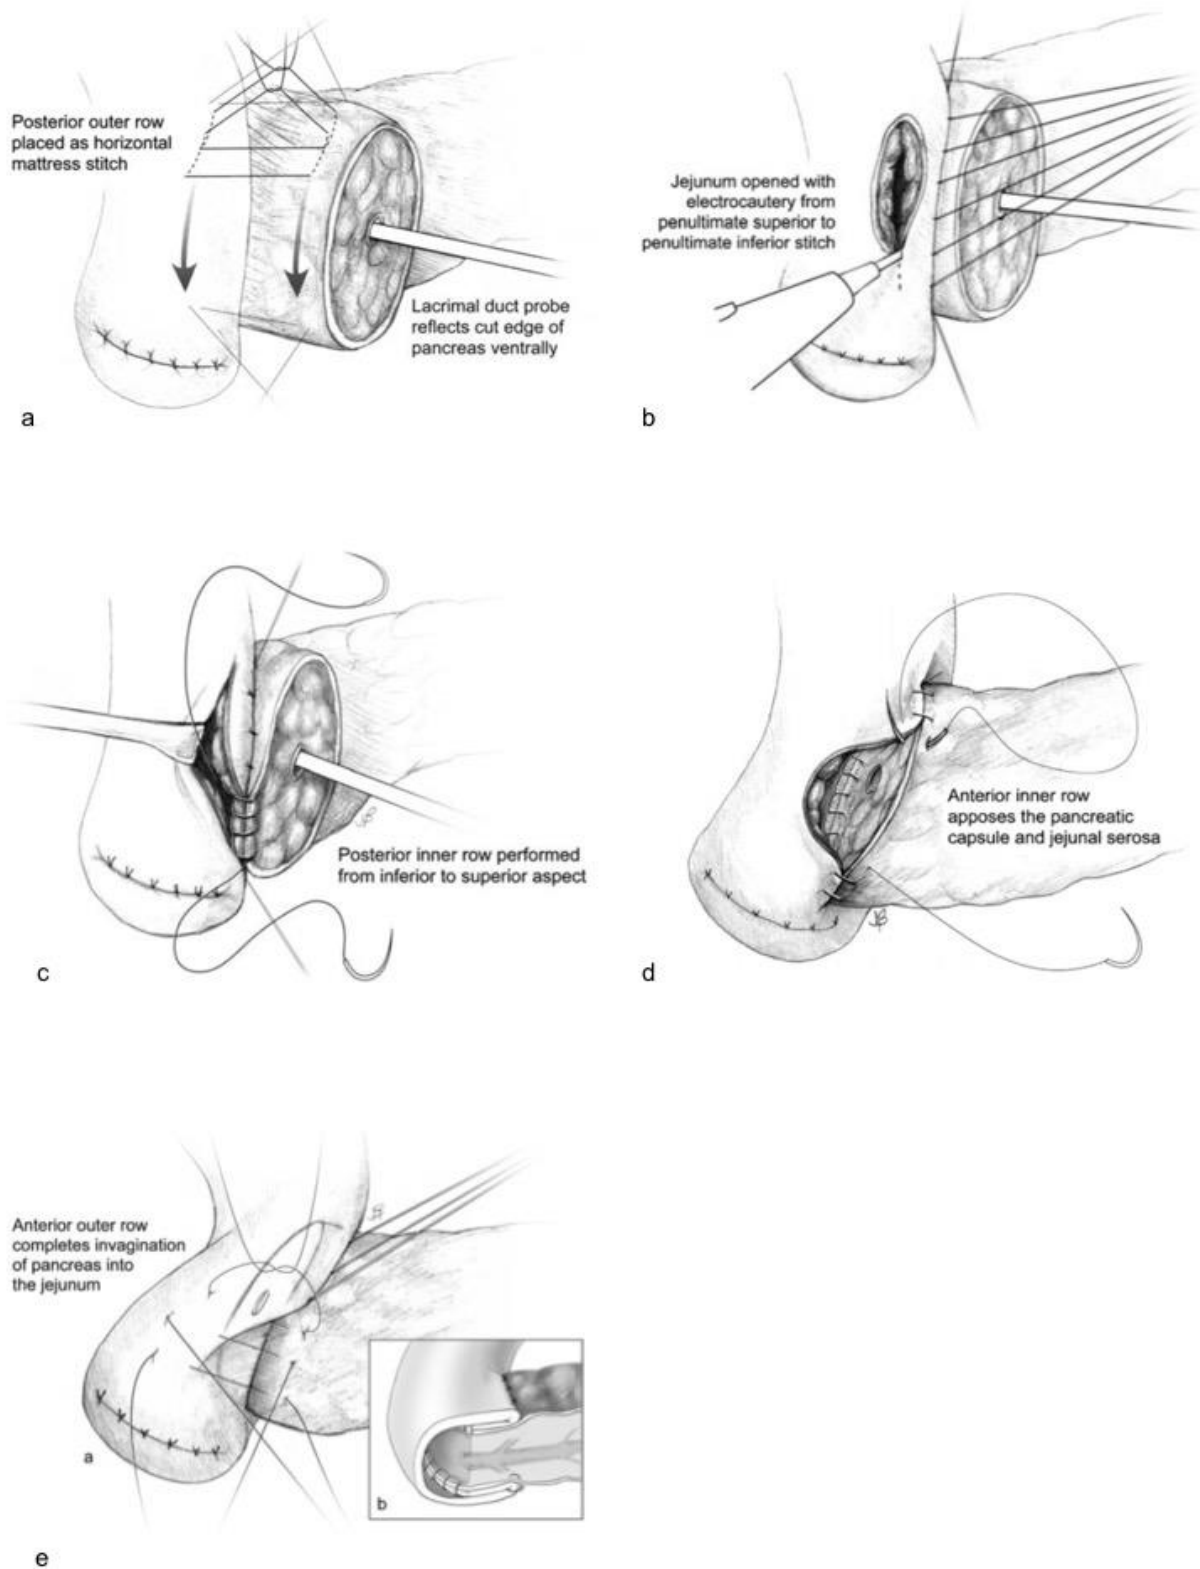 Posterior outer row
placed as horizontal
mattress stitch
Lacrimal duct probe
reflects cut edge of
pancreas ventrally
a
Jejunum opened with
electrocautery from
penultimate superior to
penultimate inferior stitch
b
Posterior inner row performed
from inferior to superior aspect
c
Anterior inner row
apposes the pancreatic
capsule and jejunal serosa
d
Anterior outer row
completes invagination
of pancreas into
the jejunum
a
b
e